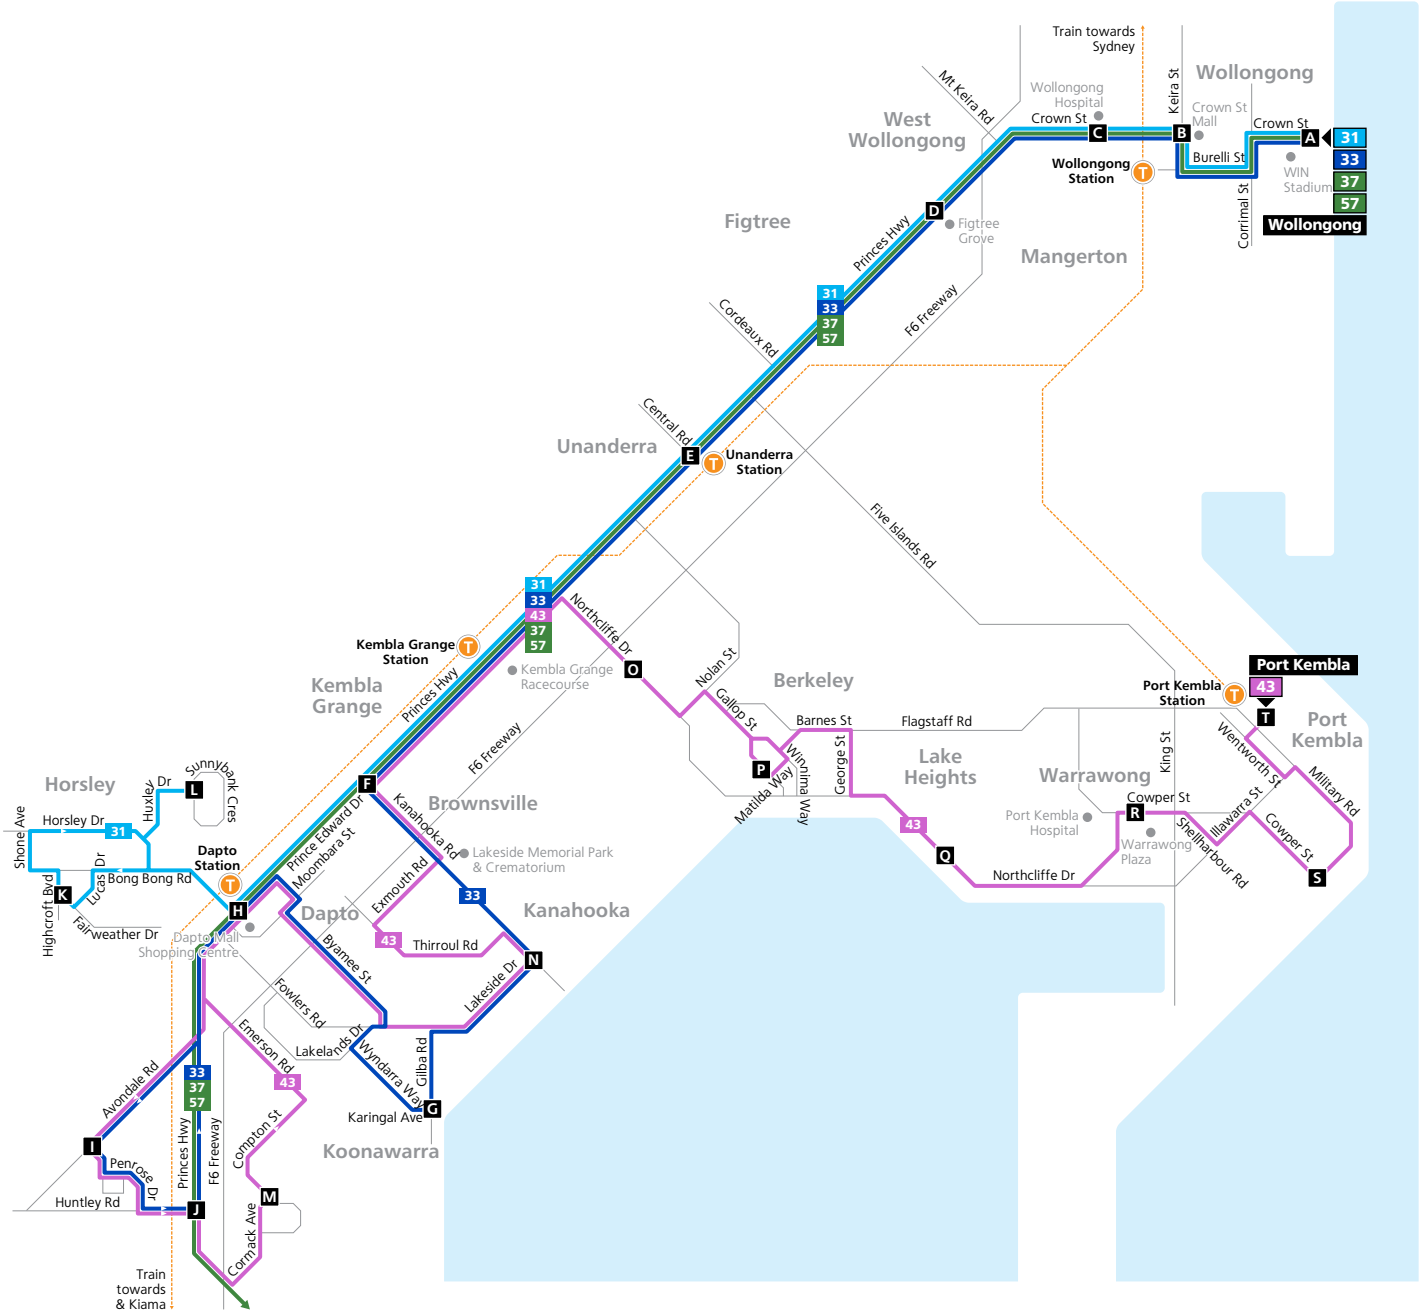 Train towards
Sydney
Wollongong
Mt Keira Rd
Keira St
Wollongong
Hospital
Crown St
Mall
West
Wollongong
Crown St
C
B
Crown St
A
31
33
37
57
Wollongong
Wollongong
Station
T
Burelli St
WIN
Stadium
Corrimal St
D
Figtree
Grove
Figtree
Princes Hwy
Mangerton
31
33
37
57
F6 Freeway
Cordeaux Rd
Central Rd
Unanderra
E
T
Unanderra
Station
Five Islands Rd
31
33
43
37
57
Northcliffe Dr
Kembla Grange
Station
T
Kembla Grange
Racecourse
O
Nolan St
Berkeley
Port Kembla
43
Port Kembla
Station
T
T
Port
Kembla
Kembla
Grange
Princes Hwy
F6 Freeway
Gallop St
Barnes St
Flagstaff Rd
King St
Wentworth St
Military Rd
Winnima Way
George St
Lake
Heights
P
Matilda Way
Warrawong
Horsley
Huxley Dr
L
Sunnybank Cres
F
Brownsville
Kanahooka Rd
Cowper St
R
Port Kembla
Hospital
Warrawong
Plaza
Shellharbour Rd
Illawarra St
Cowper St
S
43
Q
Northcliffe Dr
Shone Ave
Horsley Dr
31
Dapto
Station
T
Prince Edward Dr
Moombara St
Lakeside Memorial Park
& Crematorium
Lucas Dr
Bong Bong Rd
K
Highcroft Bvd
Fairweather Dr
H
Dapto
Exmouth Rd
33
Kanahooka
Dapto Mall
Shopping Centre
43
Thirroul Rd
N
Byamee St
Lakeside Dr
Fowlers Rd
Lakelands Dr
Emerson Rd
43
Wyndarra Way
Gilba Rd
Avondale Rd
33
37
57
Karingal Ave
G
Koonawarra
I
Compton St
Princes Hwy
F6 Freeway
Penrose Dr
Huntley Rd
J
M
Cormack Ave
Train
towards
& Kiama